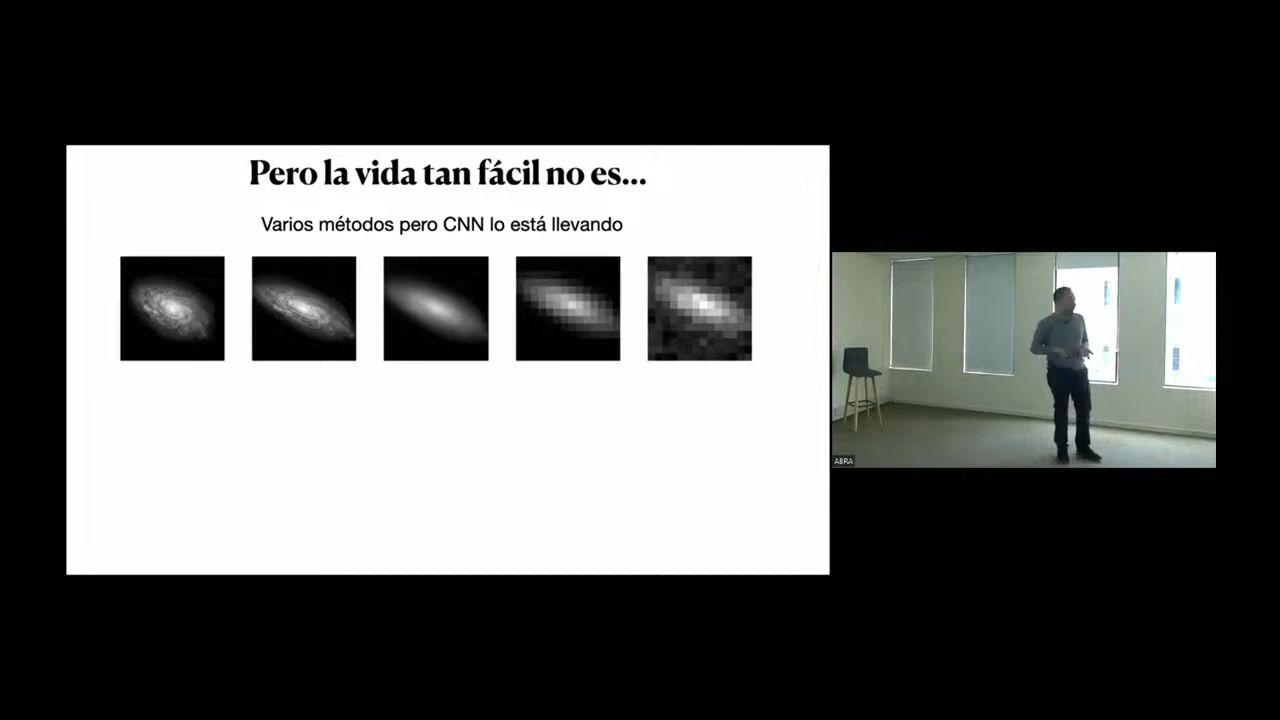 Pero la vida tan fácil no es...
Varios métodos pero CNN lo está llevando
ABRA